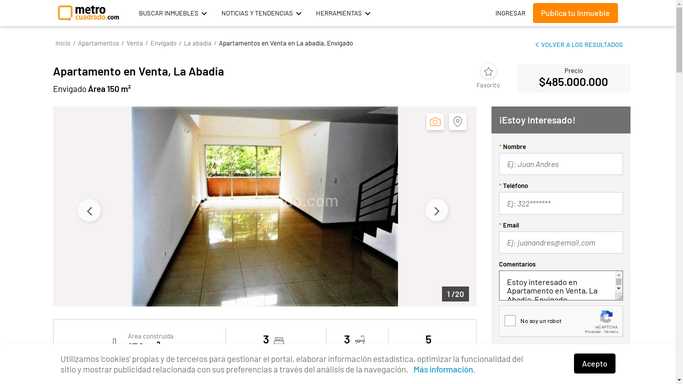 metro
cuadrado.com
BUSCAR INMUEBLES
NOTICIAS Y TENDENCIAS
HERRAMIENTAS
INGRESAR
Publica tu Inmueble
Inicio / Apartamentos / Venta / Envigado / La abadia / Apartamentos en Venta en La abadia, Envigado
VOLVER A LOS RESULTADOS
Apartamento en Venta, La Abadia
Envigado Área 150 m²
Favorito
Precio
$485.000.000
1 / 20
¡Estoy Interesado!
* Nombre
Ej: Juan Andres
* Teléfono
Ej: 322*******
* Email
Ej: juanandres@email.com
Comentarios
Estoy interesado en
Apartamento en Venta, La
Abadia, Envigado
No soy un robot
reCAPTCHA
Privacidad - Términos
Área construida
3
3
5
Utilizamos 'cookies' propias y de terceros para gestionar el portal, elaborar información estadística, optimizar la funcionalidad del
sitio y mostrar publicidad relacionada con sus preferencias a través del análisis de la navegación. Más información.
Acepto